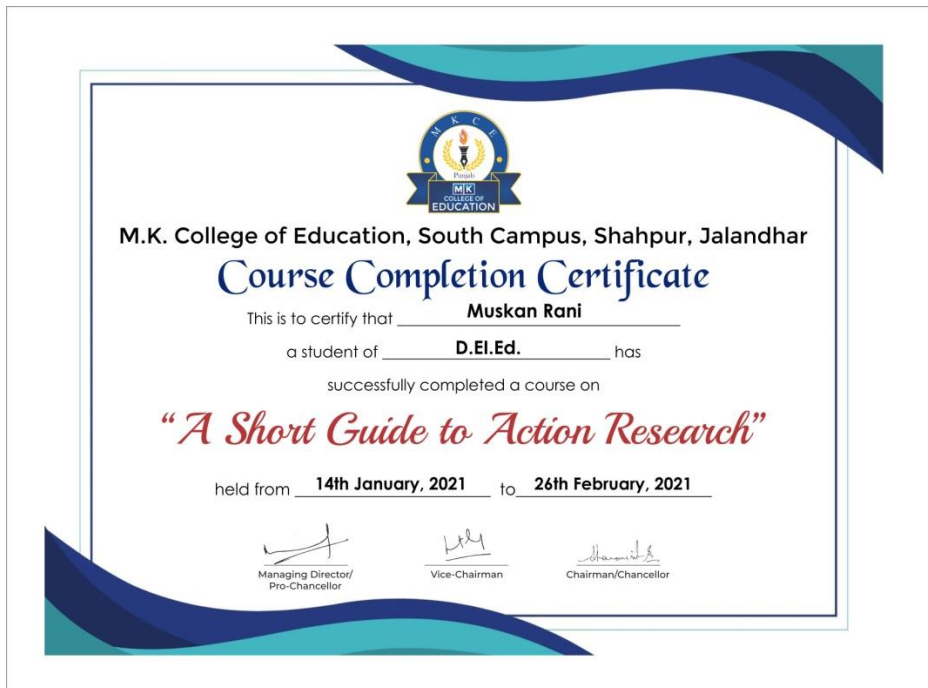 M K C E
Punjab
MK
COLLEGE OF
EDUCATION
M.K. College of Education, South Campus, Shahpur, Jalandhar
Course Completion Certificate
This is to certify that Muskan Rani
a student of D.El.Ed. has
successfully completed a course on
“A Short Guide to Action Research”
held from 14th January, 2021 to 26th February, 2021
Managing Director/ Vice-Chairman Chairman/Chancellor
Pro-Chancellor